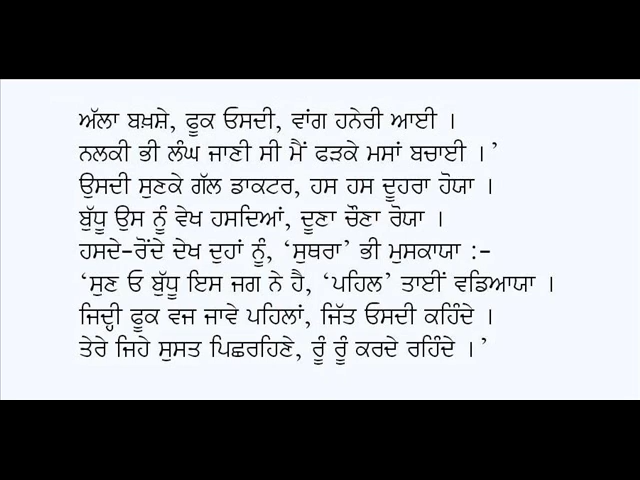 ਅੱਲਾ ਬਖ਼ਸ਼ੇ, ਫੂਕ ਓਸਦੀ, ਵਾਂਗ ਹਨੇਰੀ ਆਈ ।
ਨਲਕੀ ਭੀ ਲੰਘ ਜਾਣੀ ਸੀ ਮੈਂ ਫੜਕੇ ਮਸਾਂ ਬਚਾਈ ।’
ਉਸਦੀ ਸੁਣਕੇ ਗੱਲ ਡਾਕਟਰ, ਹਸ ਹਸ ਦੂਹਰਾ ਹੋਯਾ ।
ਬੁੱਧੂ ਉਸ ਨੂੰ ਵੇਖ ਹਸਦਿਆਂ, ਦੂਣਾ ਚੌਣਾ ਰੋਯਾ ।
ਹਸਦੇ-ਰੋਂਦੇ ਦੇਖ ਦੁਹਾਂ ਨੂੰ, ‘ਸੁਥਰਾ’ ਭੀ ਮੁਸਕਾਯਾ :-
‘ਸੁਣ ਓ ਬੁੱਧੂ ਇਸ ਜਗ ਨੇ ਹੈ, ‘ਪਹਿਲ’ ਤਾਈਂ ਵਡਿਆਯਾ ।
ਜਿਦ੍ਹੀ ਫੂਕ ਵਜ ਜਾਵੇ ਪਹਿਲਾਂ, ਜਿੱਤ ਓਸਦੀ ਕਹਿੰਦੇ ।
ਤੇਰੇ ਜਿਹੇ ਸੁਸਤ ਪਿਛਰਹਿਣੇ, ਰੂੰ ਰੂੰ ਕਰਦੇ ਰਹਿੰਦੇ ।’